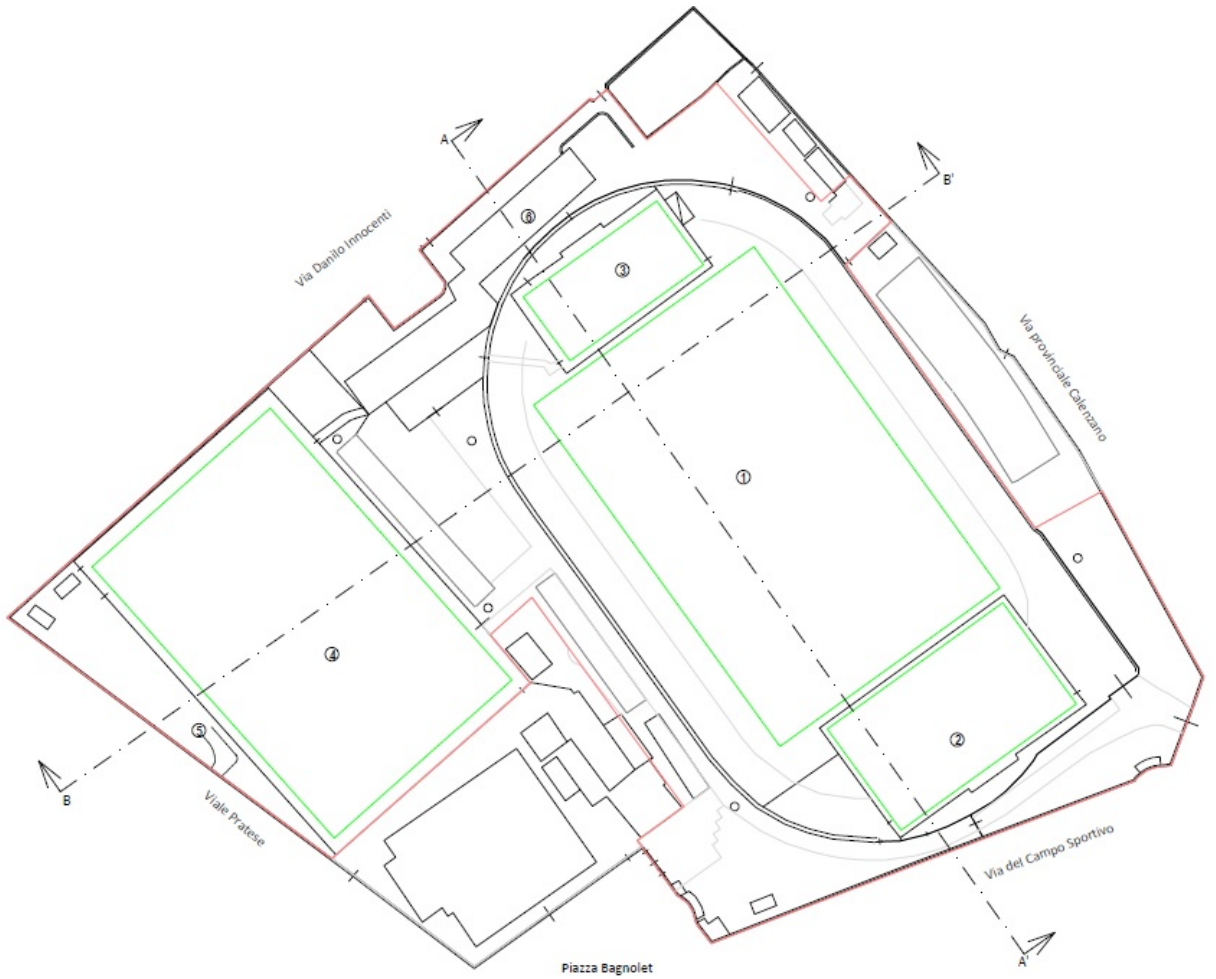 A
B'
Via Danilo Innocenti
⑥
③
Via provinciale Calenzano
①
④
⑤
②
B
Viale Pratese
Via del Campo Sportivo
A'
Piazza Bagnolet